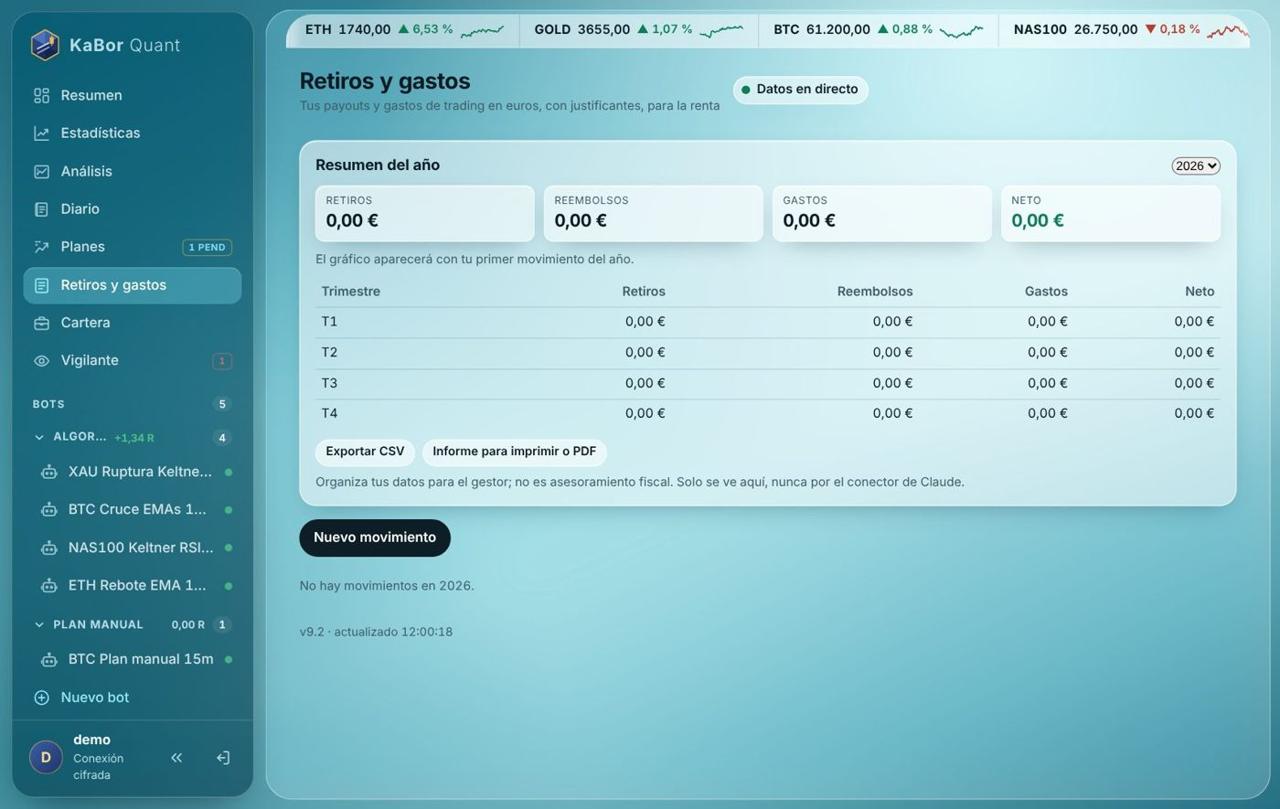 KaBor Quant
Resumen
Estadísticas
Análisis
Diario
Planes 1 PEND
Retiros y gastos
Cartera
Vigilante 1
BOTS 5
ALGOR... +1,34 R 4
XAU Ruptura Keltne...
BTC Cruce EMAs 1...
NAS100 Keltner RSI...
ETH Rebote EMA 1...
PLAN MANUAL 0,00 R 1
BTC Plan manual 15m
Nuevo bot
D
demo
Conexión
cifrada
ETH 1740,00 ▲ 6,53 % GOLD 3655,00 ▲ 1,07 % BTC 61.200,00 ▲ 0,88 % NAS100 26.750,00 ▼ 0,18 %
Retiros y gastos
Tus payouts y gastos de trading en euros, con justificantes, para la renta
Datos en directo
Resumen del año 2026
RETIROS REEMBOLSOS GASTOS NETO
0,00 € 0,00 € 0,00 € 0,00 €
El gráfico aparecerá con tu primer movimiento del año.
Trimestre Retiros Reembolsos Gastos Neto
T1 0,00 € 0,00 € 0,00 € 0,00 €
T2 0,00 € 0,00 € 0,00 € 0,00 €
T3 0,00 € 0,00 € 0,00 € 0,00 €
T4 0,00 € 0,00 € 0,00 € 0,00 €
Exportar CSV Informe para imprimir o PDF
Organiza tus datos para el gestor; no es asesoramiento fiscal. Solo se ve aquí, nunca por el conector de Claude.
Nuevo movimiento
No hay movimientos en 2026.
v9.2 · actualizado 12:00:18